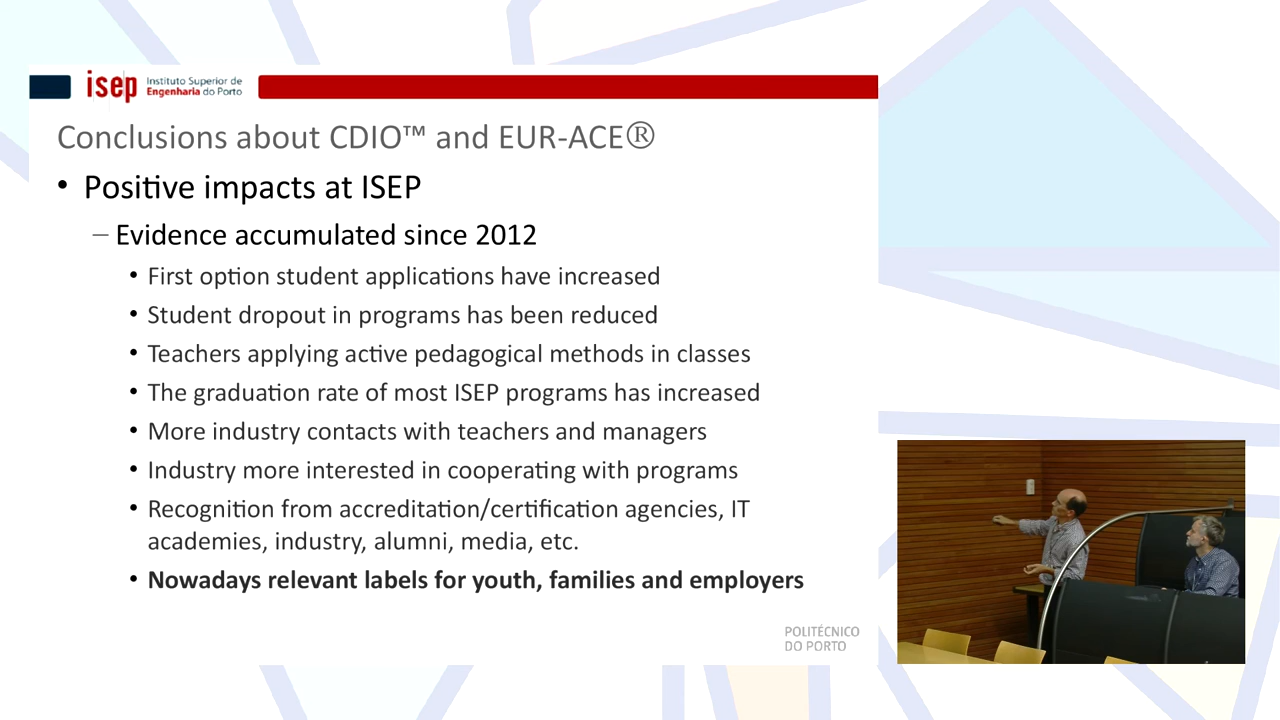 isep Instituto Superior de
Engenharia do Porto
Conclusions about CDIO™ and EUR-ACE®
• Positive impacts at ISEP
– Evidence accumulated since 2012
• First option student applications have increased
• Student dropout in programs has been reduced
• Teachers applying active pedagogical methods in classes
• The graduation rate of most ISEP programs has increased
• More industry contacts with teachers and managers
• Industry more interested in cooperating with programs
• Recognition from accreditation/certification agencies, IT
academies, industry, alumni, media, etc.
• Nowadays relevant labels for youth, families and employers
POLITÉCNICO
DO PORTO